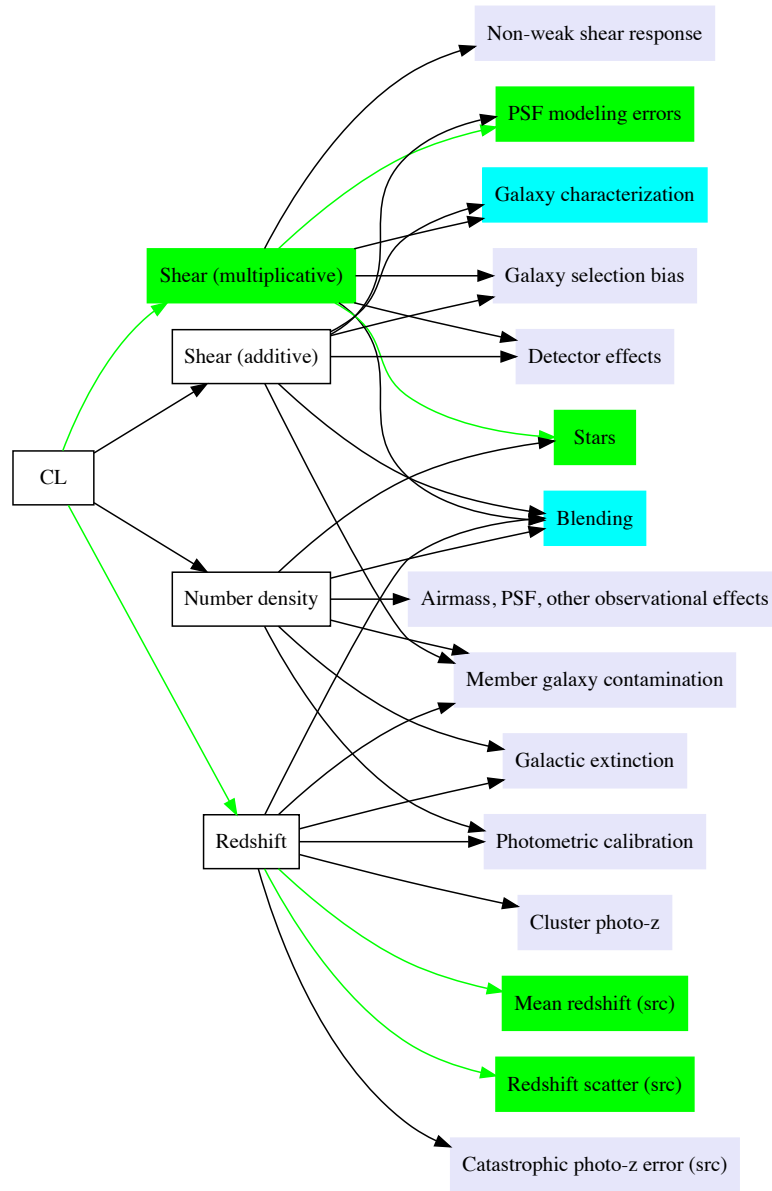 Non-weak shear response
PSF modeling errors
Galaxy characterization
Shear (multiplicative)
Galaxy selection bias
Shear (additive)
Detector effects
Stars
CL
Blending
Number density
Airmass, PSF, other observational effects
Member galaxy contamination
Galactic extinction
Redshift
Photometric calibration
Cluster photo-z
Mean redshift (src)
Redshift scatter (src)
Catastrophic photo-z error (src)